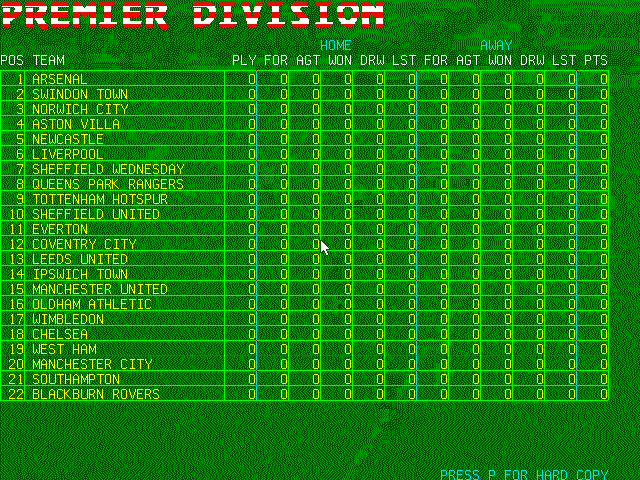 PREMIER DIVISION
HOME AWAY
POS TEAM PLY FOR AGT WON DRW LST FOR AGT WON DRW LST PTS
1 ARSENAL 0 0 0 0 0 0 0 0 0 0 0 0
2 SWINDON TOWN 0 0 0 0 0 0 0 0 0 0 0 0
3 NORWICH CITY 0 0 0 0 0 0 0 0 0 0 0 0
4 ASTON VILLA 0 0 0 0 0 0 0 0 0 0 0 0
5 NEWCASTLE 0 0 0 0 0 0 0 0 0 0 0 0
6 LIVERPOOL 0 0 0 0 0 0 0 0 0 0 0 0
7 SHEFFIELD WEDNESDAY 0 0 0 0 0 0 0 0 0 0 0 0
8 QUEENS PARK RANGERS 0 0 0 0 0 0 0 0 0 0 0 0
9 TOTTENHAM HOTSPUR 0 0 0 0 0 0 0 0 0 0 0 0
10 SHEFFIELD UNITED 0 0 0 0 0 0 0 0 0 0 0 0
11 EVERTON 0 0 0 0 0 0 0 0 0 0 0 0
12 COVENTRY CITY 0 0 0 0 0 0 0 0 0 0 0 0
13 LEEDS UNITED 0 0 0 0 0 0 0 0 0 0 0 0
14 IPSWICH TOWN 0 0 0 0 0 0 0 0 0 0 0 0
15 MANCHESTER UNITED 0 0 0 0 0 0 0 0 0 0 0 0
16 OLDHAM ATHLETIC 0 0 0 0 0 0 0 0 0 0 0 0
17 WIMBLEDON 0 0 0 0 0 0 0 0 0 0 0 0
18 CHELSEA 0 0 0 0 0 0 0 0 0 0 0 0
19 WEST HAM 0 0 0 0 0 0 0 0 0 0 0 0
20 MANCHESTER CITY 0 0 0 0 0 0 0 0 0 0 0 0
21 SOUTHAMPTON 0 0 0 0 0 0 0 0 0 0 0 0
22 BLACKBURN ROVERS 0 0 0 0 0 0 0 0 0 0 0 0
PRESS P FOR HARD COPY